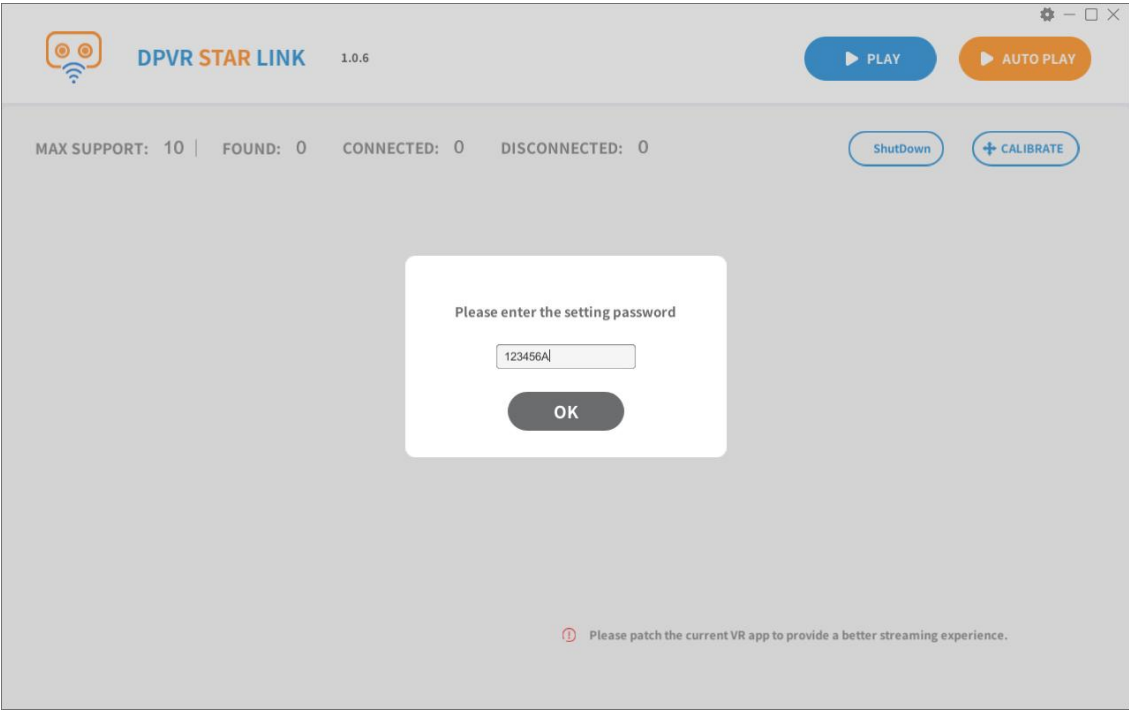 DPVR STAR LINK 1.0.6 PLAY AUTO PLAY
MAX SUPPORT: 10 | FOUND: 0 CONNECTED: 0 DISCONNECTED: 0 ShutDown CALIBRATE
Please enter the setting password
123456A
OK
Please patch the current VR app to provide a better streaming experience.